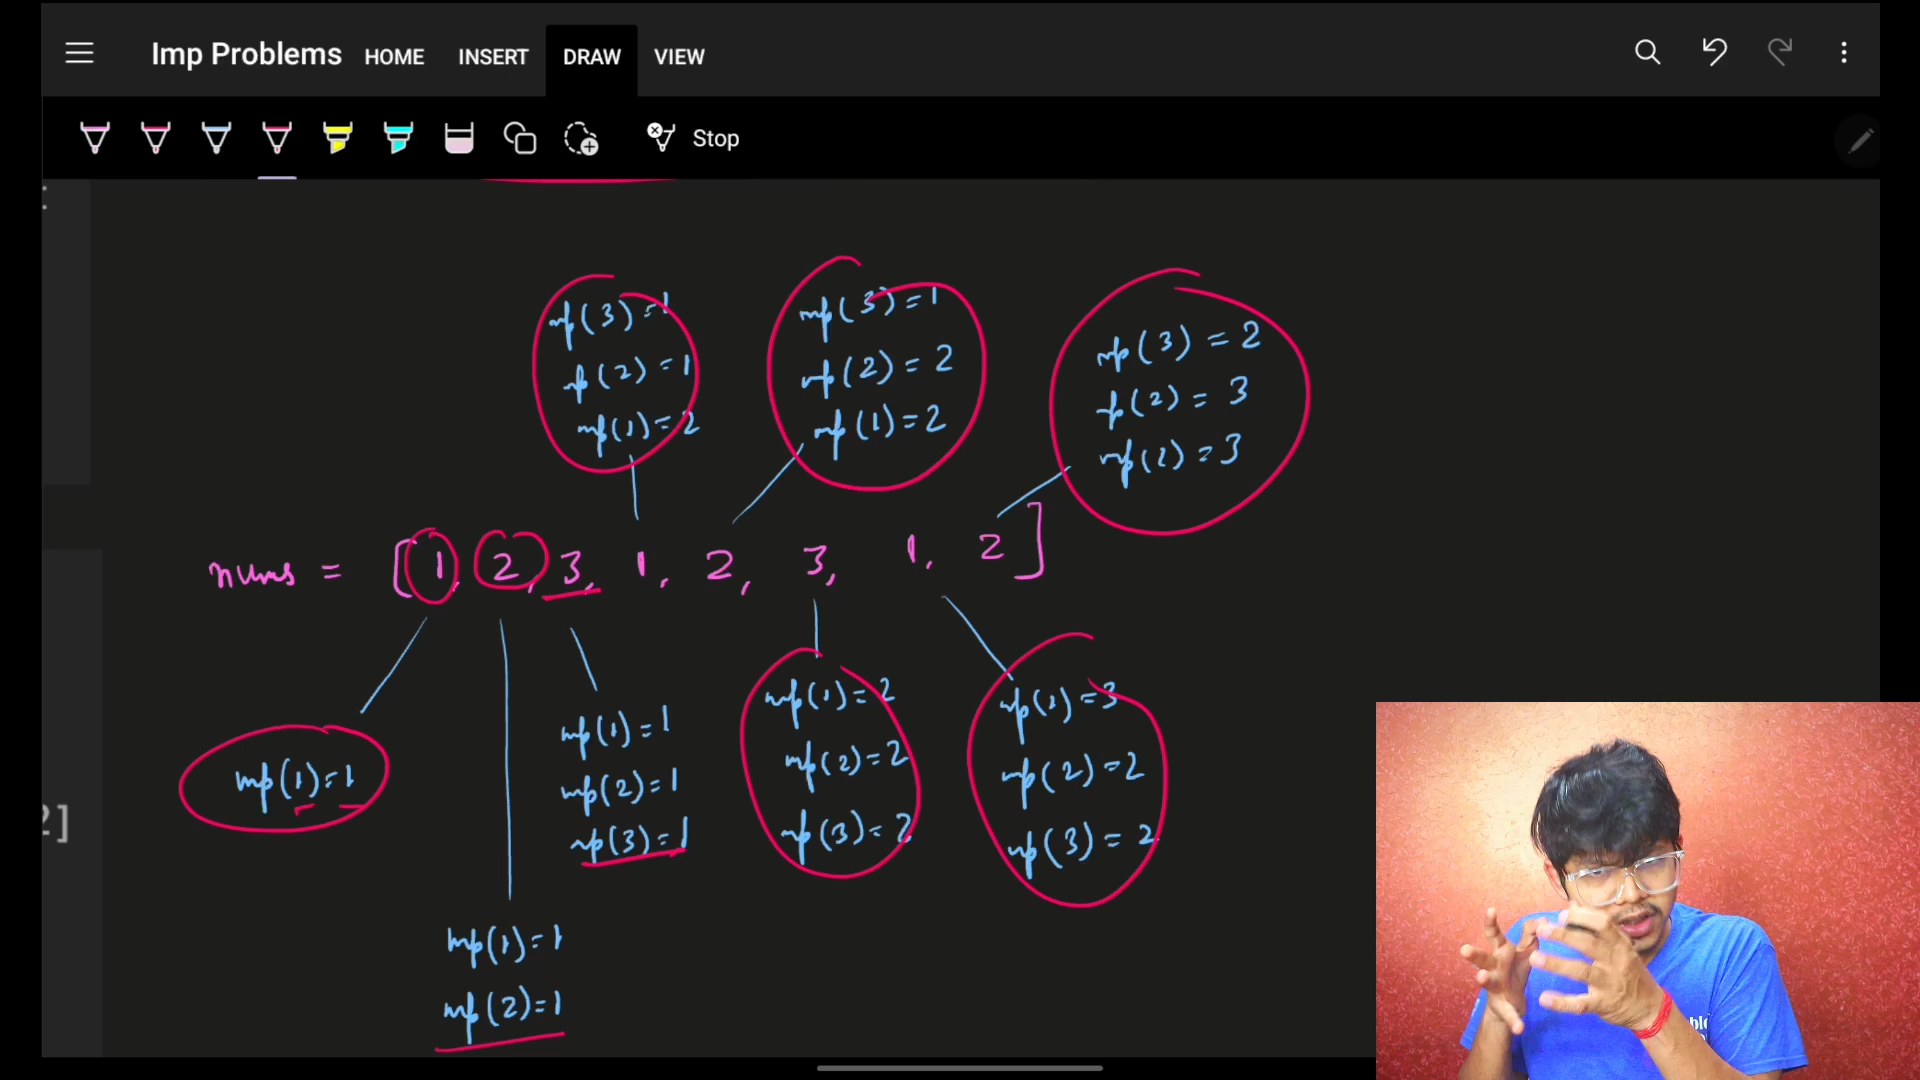 Imp Problems HOME INSERT DRAW VIEW
Stop
:
mp(3)=1
mp(2)=1
mp(1)=2
mp(3)=1
mp(2)=2
mp(1)=2
mp(3)=2
mp(2)=3
mp(1)=3
nums = [1, 2, 3, 1, 2, 3, 1, 2]
mp(1)=1
mp(1)=1
mp(2)=1
mp(3)=1
mp(1)=2
mp(2)=2
mp(3)=2
mp(1)=3
mp(2)=2
mp(3)=2
2]
mp(1)=1
mp(2)=1